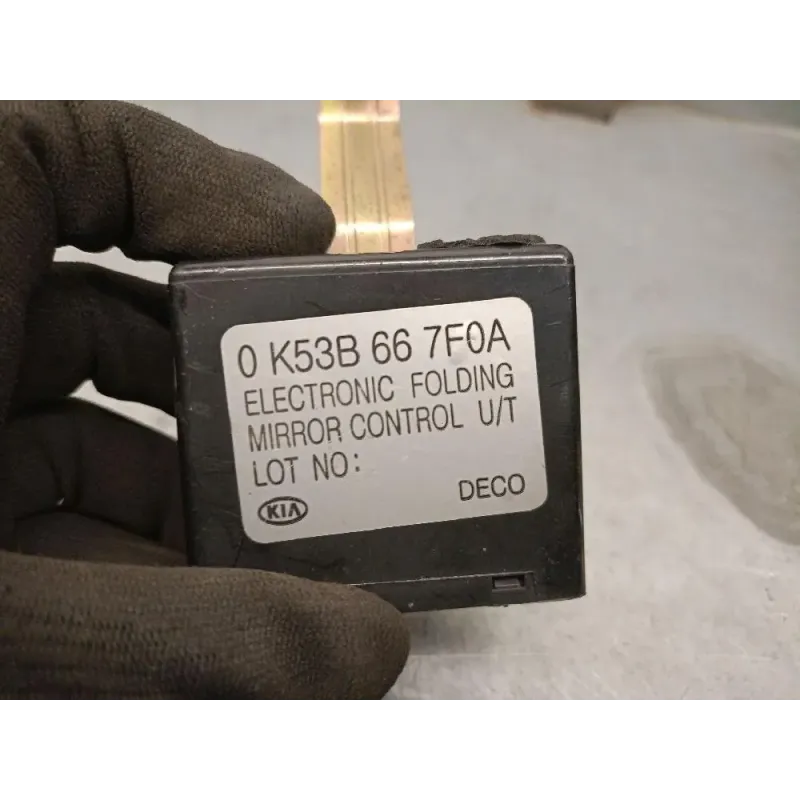 0 K53B 66 7F0A
ELECTRONIC FOLDING
MIRROR CONTROL U/T
LOT NO:
KIA DECO